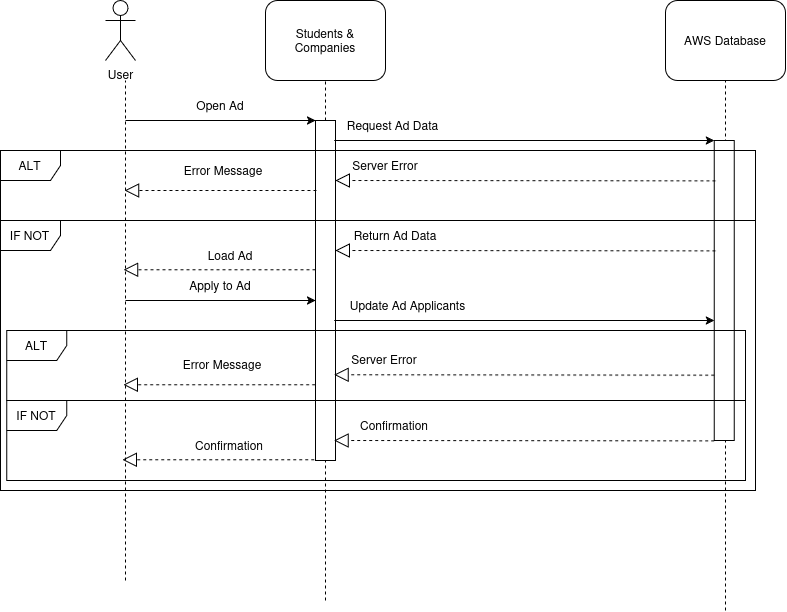 User
Students &
Companies
AWS Database
Open Ad
Request Ad Data
ALT
Error Message
Server Error
IF NOT
Return Ad Data
Load Ad
Apply to Ad
Update Ad Applicants
ALT
Error Message
Server Error
IF NOT
Confirmation
Confirmation